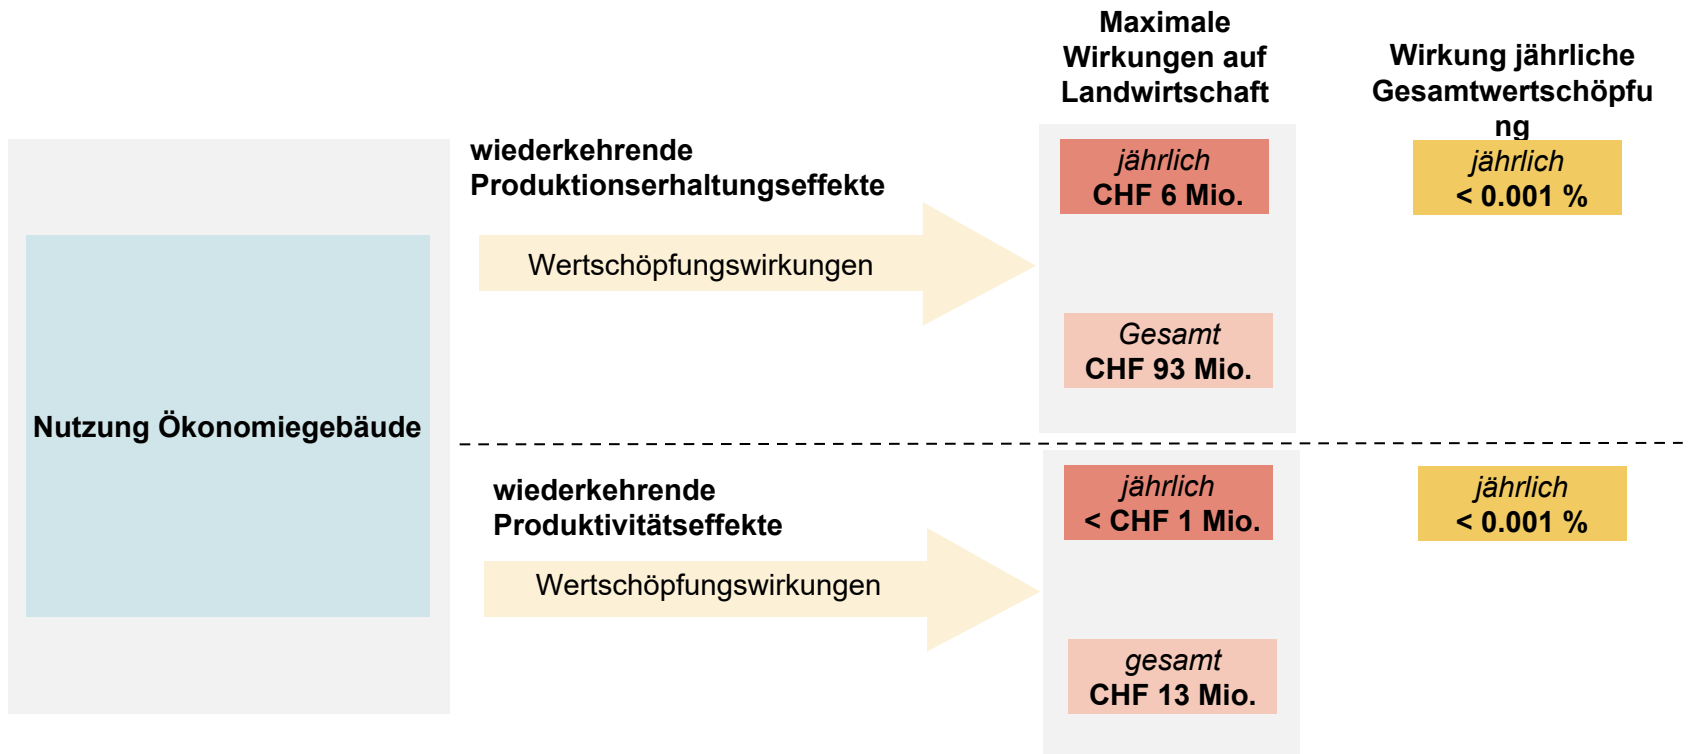 Maximale
Wirkungen auf
Landwirtschaft
Wirkung jährliche
Gesamtwertschöpfu
ng
wiederkehrende
Produktionserhaltungseffekte
jährlich
CHF 6 Mio.
jährlich
< 0.001 %
Wertschöpfungswirkungen
Gesamt
CHF 93 Mio.
Nutzung Ökonomiegebäude
wiederkehrende
Produktivitätseffekte
jährlich
< CHF 1 Mio.
jährlich
< 0.001 %
Wertschöpfungswirkungen
gesamt
CHF 13 Mio.